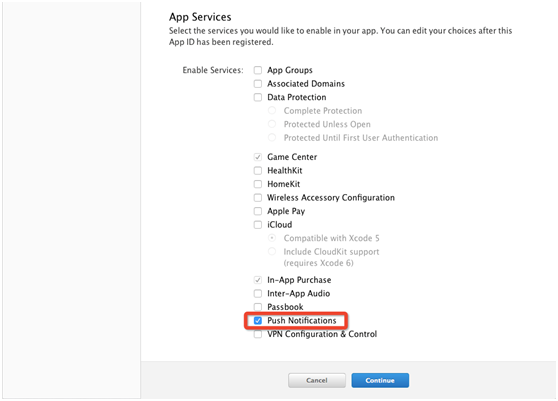 App Services
Select the services you would like to enable in your app. You can edit your choices after this
App ID has been registered.
Enable Services:
App Groups
Associated Domains
Data Protection
Complete Protection
Protected Unless Open
Protected Until First User Authentication
Game Center
HealthKit
HomeKit
Wireless Accessory Configuration
Apple Pay
iCloud
Compatible with Xcode 5
Include CloudKit support
(requires Xcode 6)
In-App Purchase
Inter-App Audio
Passbook
Push Notifications
VPN Configuration & Control
Cancel
Continue